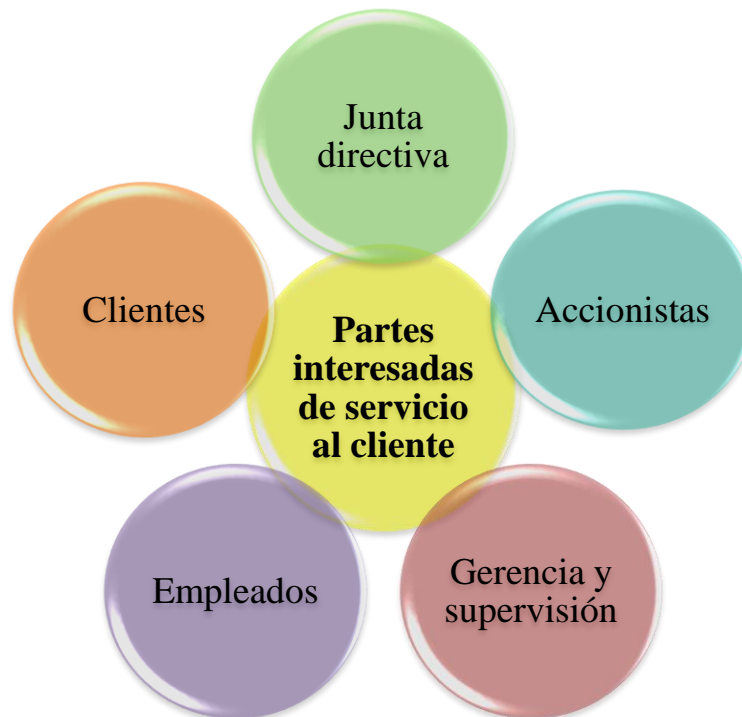 Junta
directiva
Clientes
Accionistas
Partes
interesadas
de servicio
al cliente
Empleados
Gerencia y
supervisión